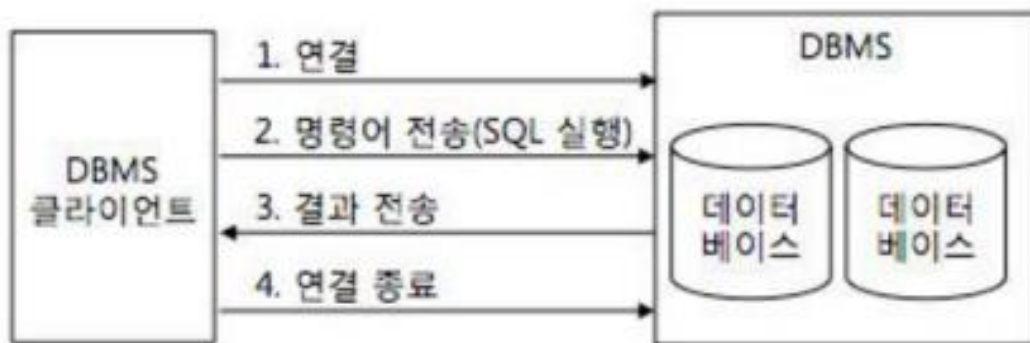 DBMS
클라이언트
1. 연결
2. 명령어 전송(SQL 실행)
3. 결과 전송
4. 연결 종료
DBMS
데이터
베이스
데이터
베이스